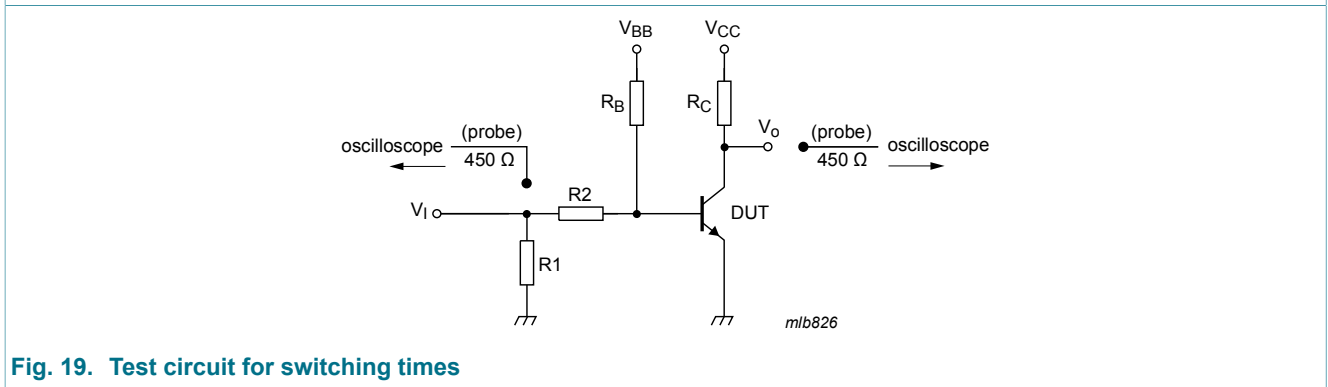 VBB
VCC
RB
RC
Vo
(probe)
oscilloscope
450 Ω
(probe)
oscilloscope
450 Ω
R2
VI
DUT
R1
mlb826
Fig. 19. Test circuit for switching times